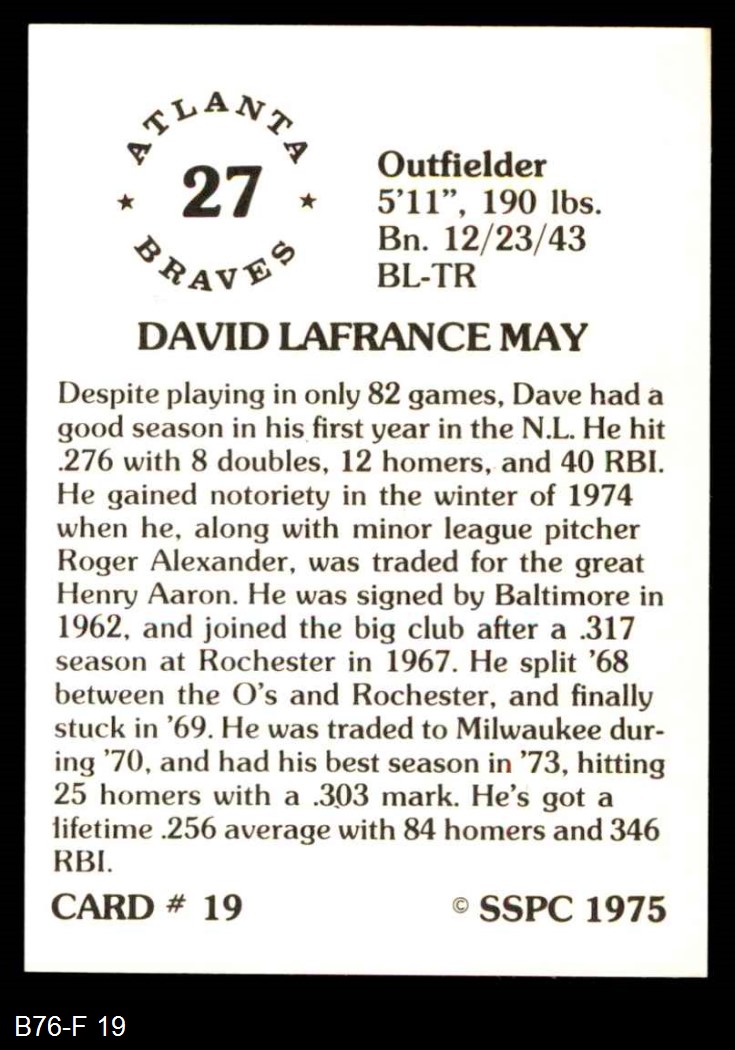 ATLANTA
★ 27 ★
BRAVES
Outfielder
5'11", 190 lbs.
Bn. 12/23/43
BL-TR
DAVID LAFRANCE MAY
Despite playing in only 82 games, Dave had a
good season in his first year in the N.L. He hit
.276 with 8 doubles, 12 homers, and 40 RBI.
He gained notoriety in the winter of 1974
when he, along with minor league pitcher
Roger Alexander, was traded for the great
Henry Aaron. He was signed by Baltimore in
1962, and joined the big club after a .317
season at Rochester in 1967. He split '68
between the O's and Rochester, and finally
stuck in '69. He was traded to Milwaukee dur-
ing '70, and had his best season in '73, hitting
25 homers with a .303 mark. He's got a
lifetime .256 average with 84 homers and 346
RBI.
CARD # 19
© SSPC 1975
B76-F 19